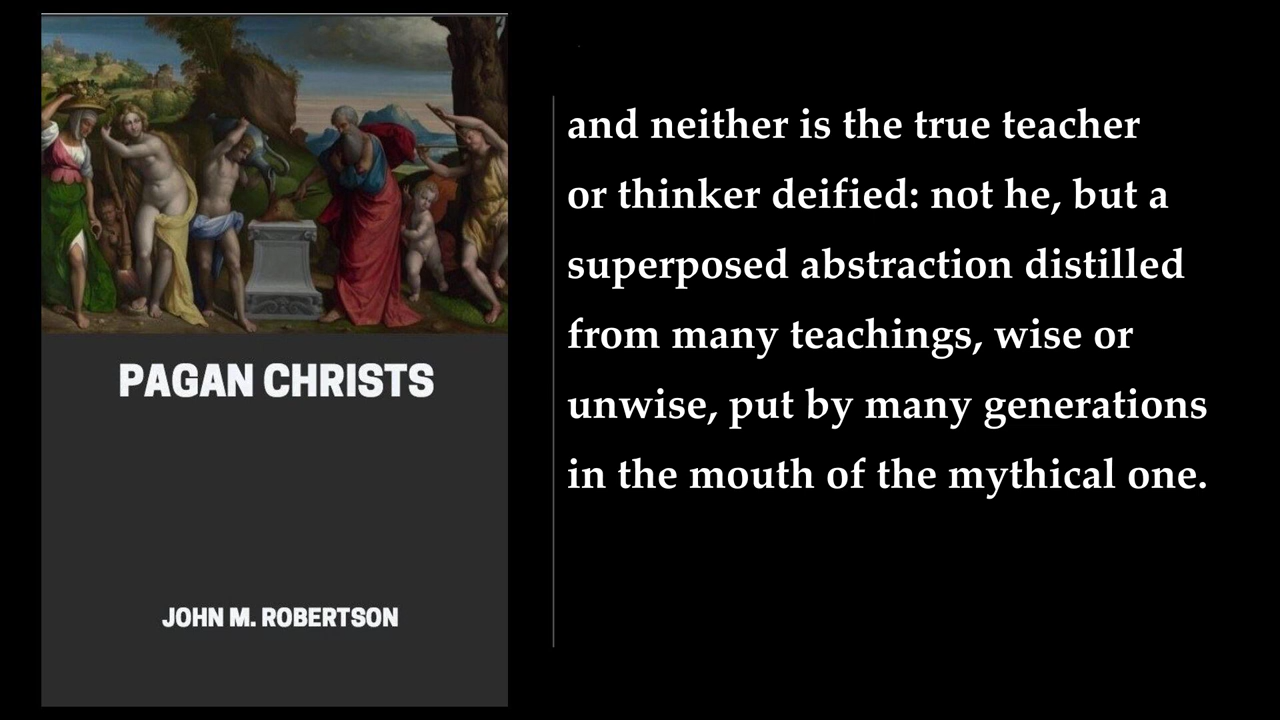 PAGAN CHRISTS
JOHN M. ROBERTSON
and neither is the true teacher
or thinker deified: not he, but a
superposed abstraction distilled
from many teachings, wise or
unwise, put by many generations
in the mouth of the mythical one.